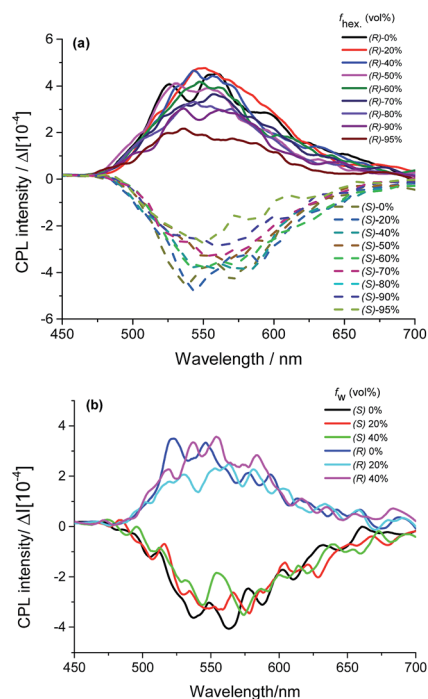 (a)
f hex. (vol%)
(R)-0%
(R)-20%
(R)-40%
(R)-50%
(R)-60%
(R)-70%
(R)-80%
(R)-90%
(R)-95%
6
4
2
0
-2
-4
-6
CPL intensity / ΔI[10⁻⁴]
(S)-0%
(S)-20%
(S)-40%
(S)-50%
(S)-60%
(S)-70%
(S)-80%
(S)-90%
(S)-95%
450 500 550 600 650 700
Wavelength / nm
(b)
f W (vol%)
(S) 0%
(S) 20%
(S) 40%
(R) 0%
(R) 20%
(R) 40%
4
2
0
-2
-4
CPL intensity/ ΔI[10⁻⁴]
450 500 550 600 650 700
Wavelength/nm